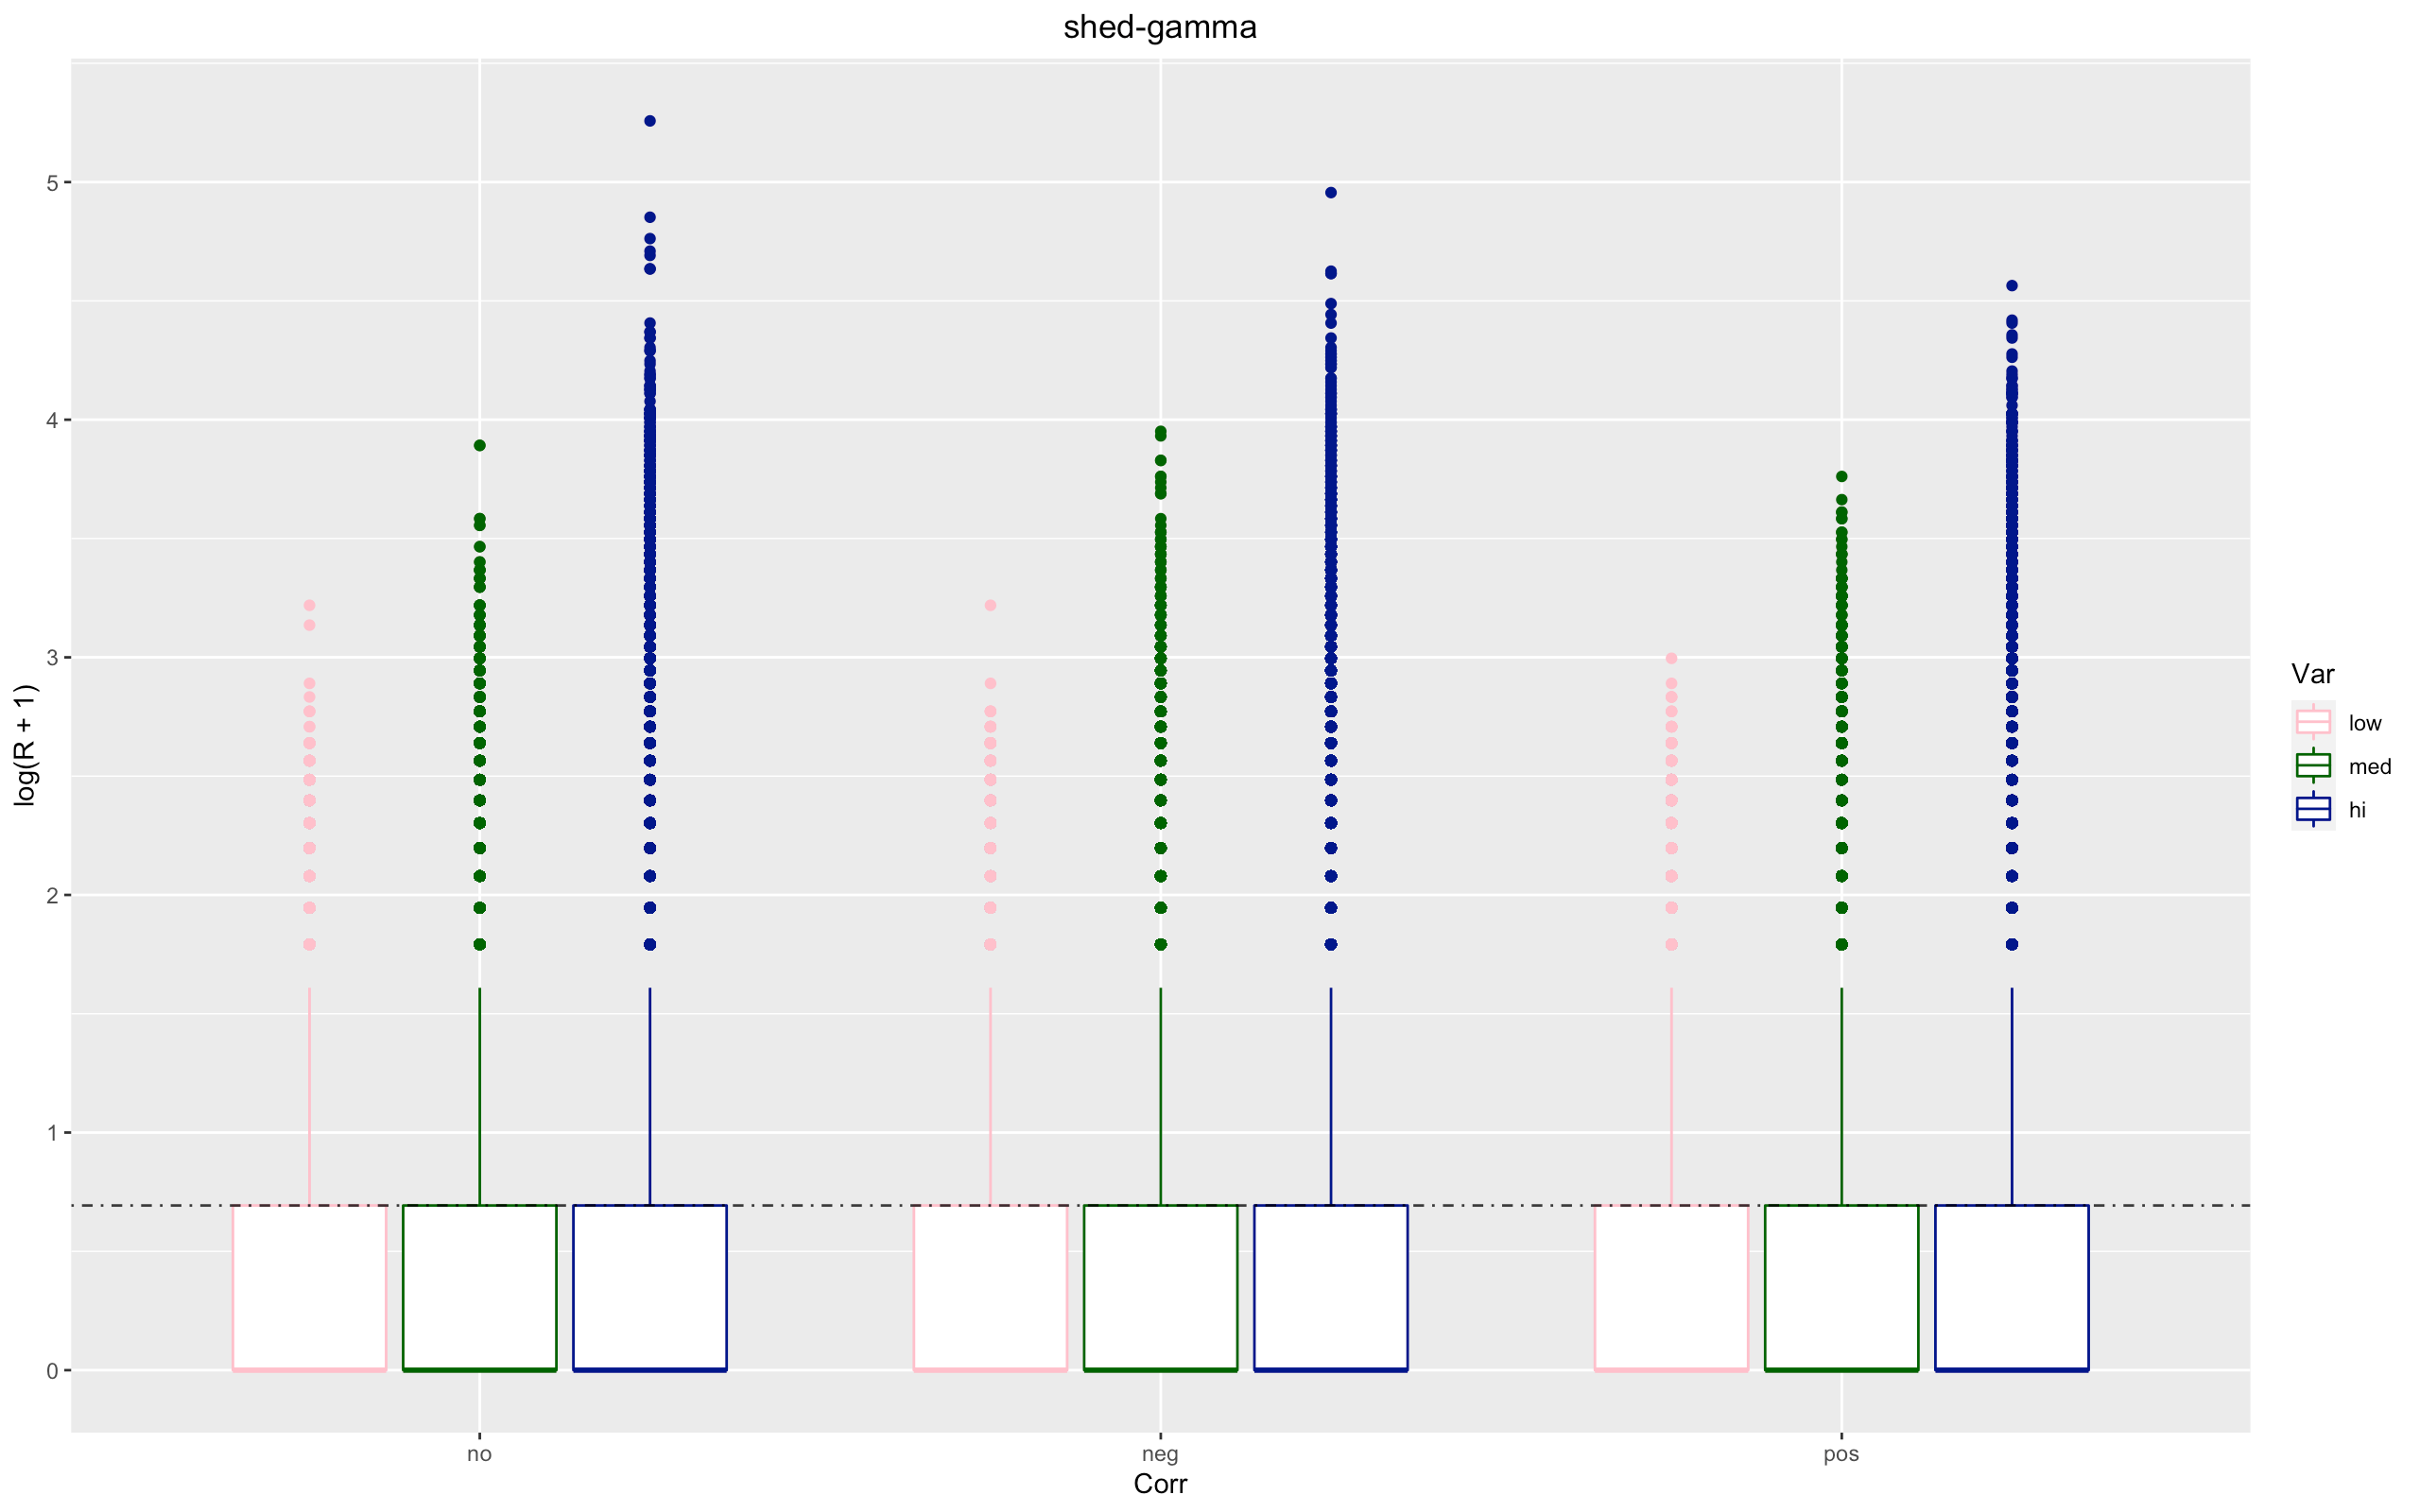 shed-gamma
log(R + 1)
5
4
3
2
1
0
no
neg
pos
Corr
Var
low
med
hi